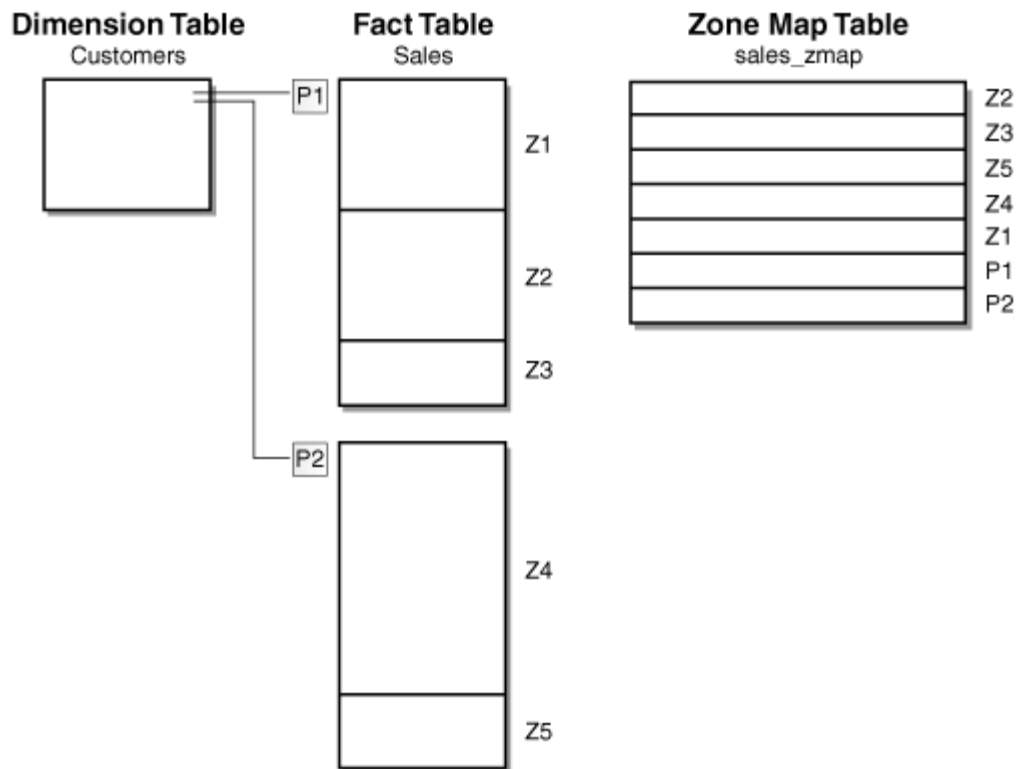 Dimension Table
Customers
Fact Table
Sales
Zone Map Table
sales_zmap
P1
Z1
Z2
Z3
P2
Z4
Z5
Z2
Z3
Z5
Z4
Z1
P1
P2